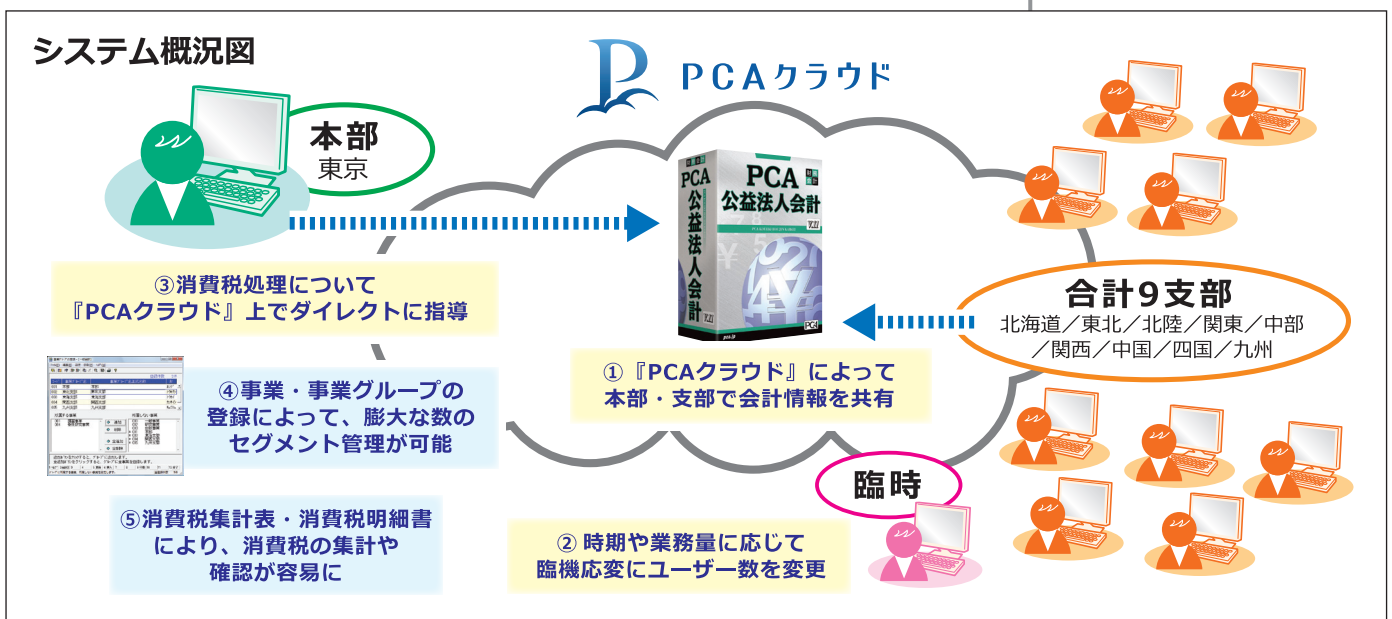 システム概況図
PCAクラウド
本部
東京
PCA
公益法人会計
PCA
公益法人会計
③消費税処理について
『PCAクラウド』上でダイレクトに指導
合計9支部
北海道／東北／北陸／関東／中部
／関西／中国／四国／九州
①『PCAクラウド』によって
本部・支部で会計情報を共有
④事業・事業グループの
登録によって、膨大な数の
セグメント管理が可能
臨時
⑤消費税集計表・消費税明細書
により、消費税の集計や
確認が容易に
② 時期や業務量に応じて
臨機応変にユーザー数を変更